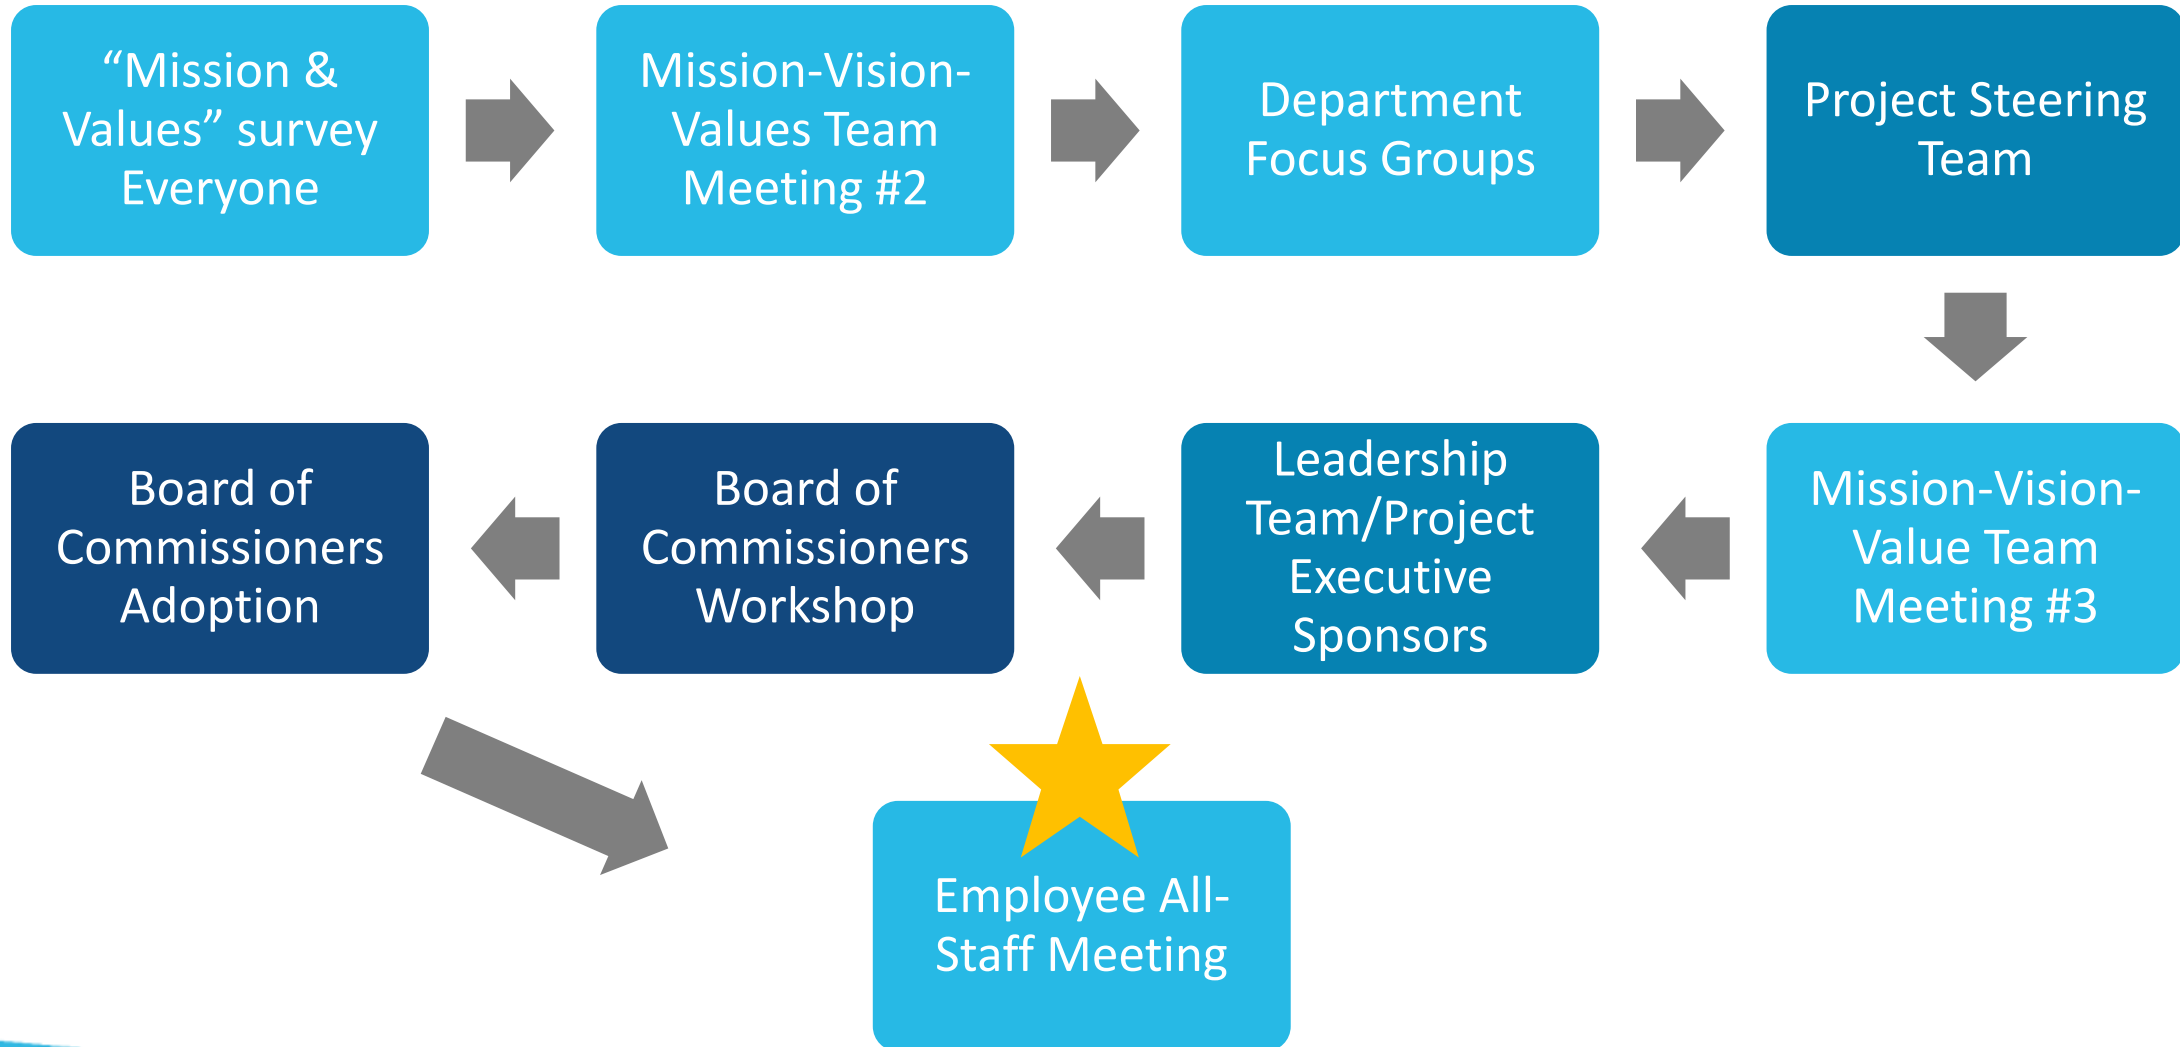 “Mission &
Values” survey
Everyone
Mission-Vision-
Values Team
Meeting #2
Department
Focus Groups
Project Steering
Team
Board of
Commissioners
Adoption
Board of
Commissioners
Workshop
Leadership
Team/Project
Executive
Sponsors
Mission-Vision-
Value Team
Meeting #3
Employee All-
Staff Meeting